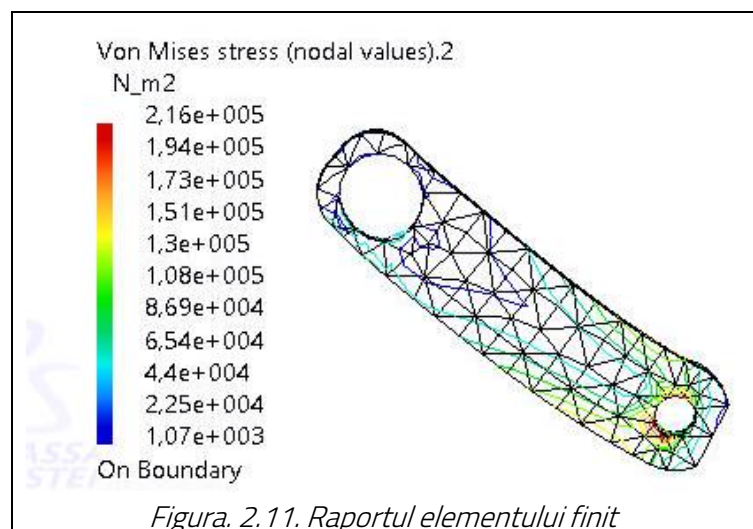 Von Mises stress (nodal values).2
N_m2
2,16e+005
1,94e+005
1,73e+005
1,51e+005
1,3e+005
1,08e+005
8,69e+004
6,54e+004
4,4e+004
2,25e+004
1,07e+003
On Boundary
ASSA
STEM
Figura. 2.11. Raportul elementului finit